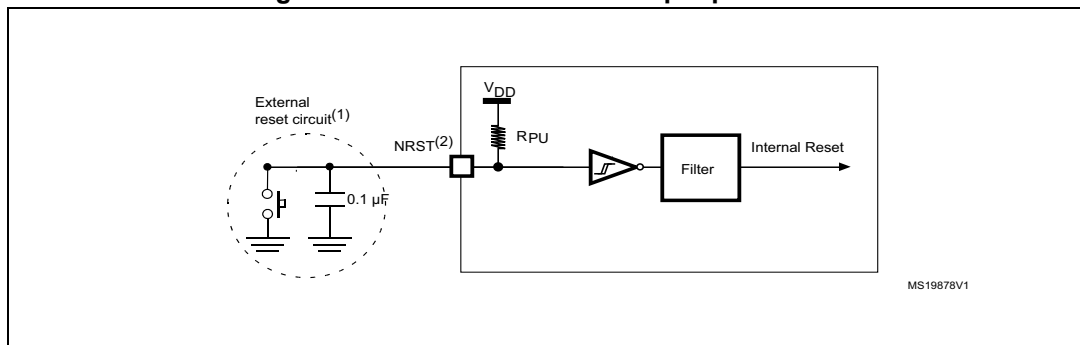 External
reset circuit(1)
VDD
RPU
NRST(2)
0.1 µF
Filter
Internal Reset
MS19878V1